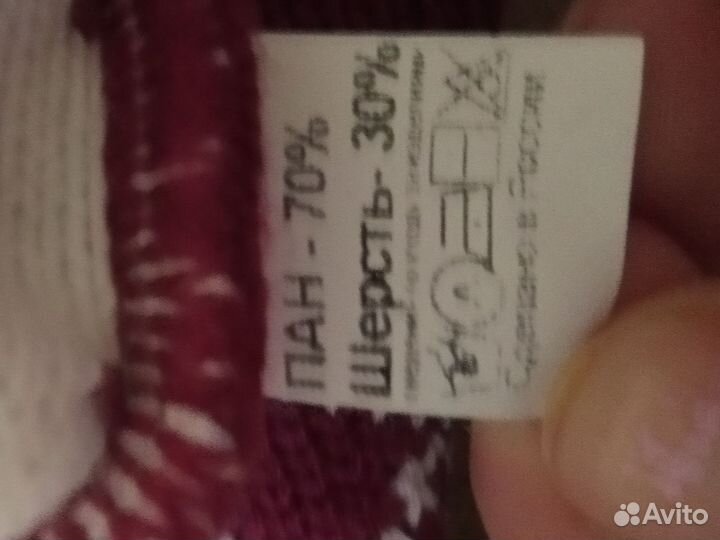 ПАН - 70%
Шерсть- 30%
Сделано в России
Avito